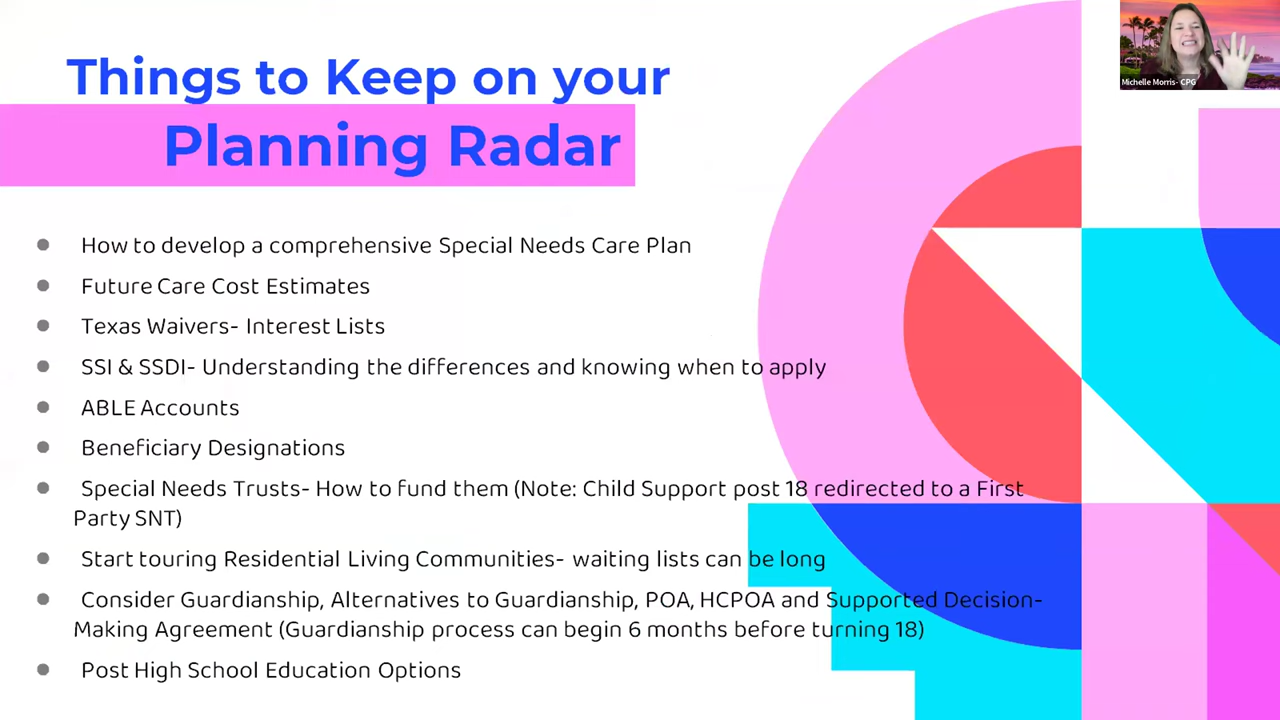 Things to Keep on your
Planning Radar
Michelle Morris- CPG
How to develop a comprehensive Special Needs Care Plan
Future Care Cost Estimates
Texas Waivers- Interest Lists
SSI & SSDI- Understanding the differences and knowing when to apply
ABLE Accounts
Beneficiary Designations
Special Needs Trusts- How to fund them (Note: Child Support post 18 redirected to a First
Party SNT)
Start touring Residential Living Communities- waiting lists can be long
Consider Guardianship, Alternatives to Guardianship, POA, HCPOA and Supported Decision-
Making Agreement (Guardianship process can begin 6 months before turning 18)
Post High School Education Options